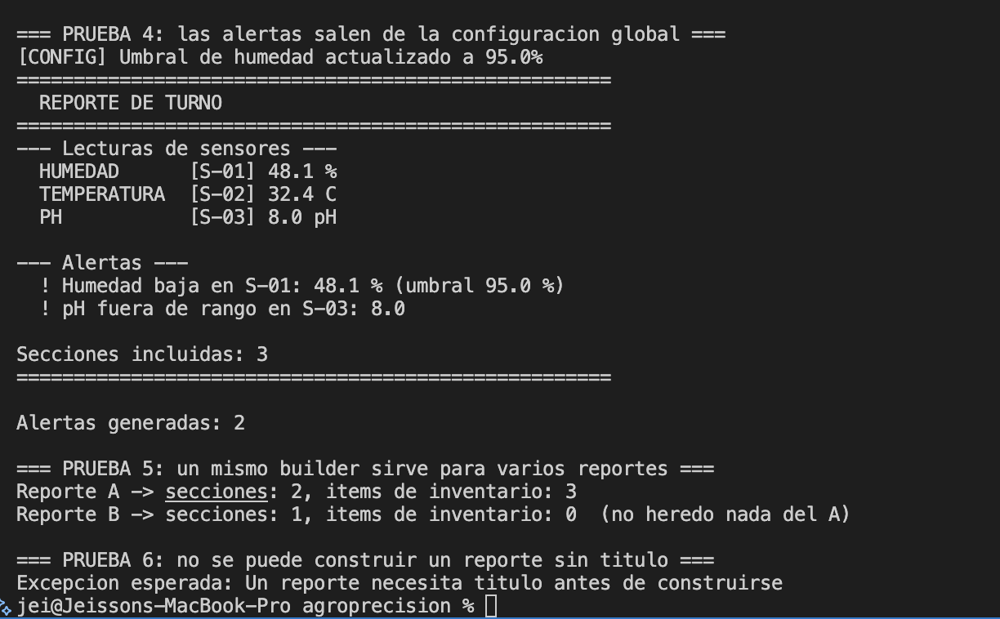 === PRUEBA 4: las alertas salen de la configuracion global ===
[CONFIG] Umbral de humedad actualizado a 95.0%
====================================================
  REPORTE DE TURNO
====================================================
--- Lecturas de sensores ---
  HUMEDAD      [S-01] 48.1 %
  TEMPERATURA  [S-02] 32.4 C
  PH           [S-03] 8.0 pH

--- Alertas ---
  ! Humedad baja en S-01: 48.1 % (umbral 95.0 %)
  ! pH fuera de rango en S-03: 8.0

Secciones incluidas: 3
====================================================

Alertas generadas: 2

=== PRUEBA 5: un mismo builder sirve para varios reportes ===
Reporte A -> secciones: 2, items de inventario: 3
Reporte B -> secciones: 1, items de inventario: 0  (no heredo nada del A)

=== PRUEBA 6: no se puede construir un reporte sin titulo ===
Excepcion esperada: Un reporte necesita titulo antes de construirse
jei@Jeissons-MacBook-Pro agroprecision %